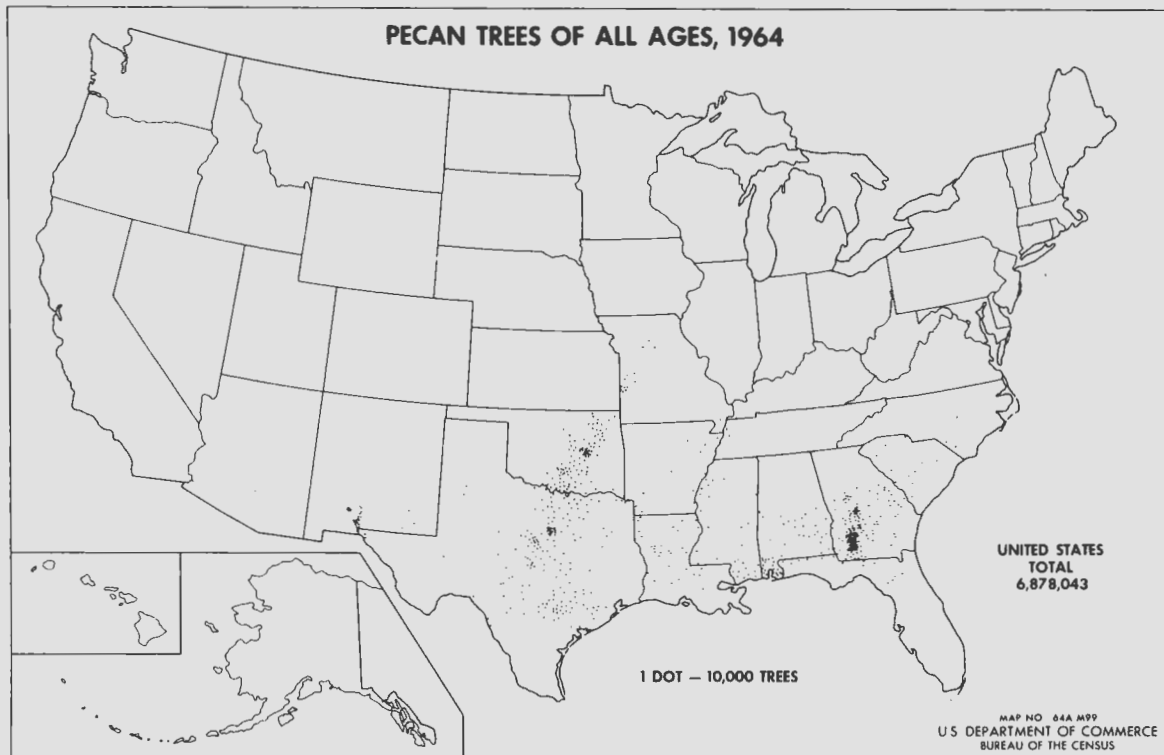 PECAN TREES OF ALL AGES, 1964
UNITED STATES
TOTAL
6,878,043
1 DOT — 10,000 TREES
MAP NO 64A M99
U S DEPARTMENT OF COMMERCE
BUREAU OF THE CENSUS